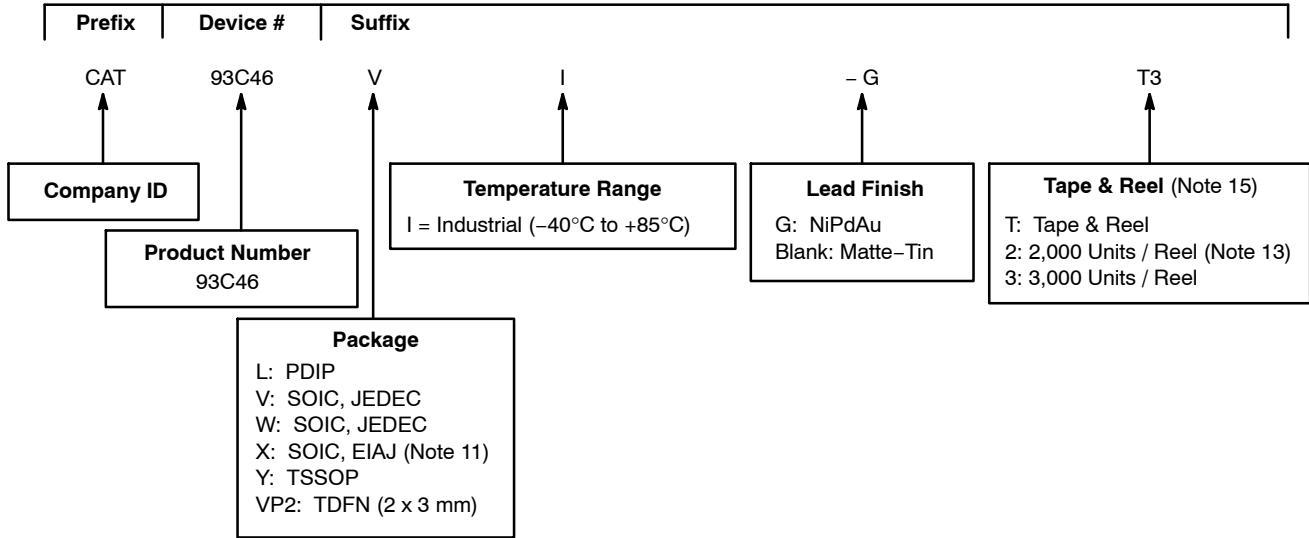 Prefix Device # Suffix
CAT 93C46 V I – G T3
Company ID
Product Number
93C46
Package
L: PDIP
V: SOIC, JEDEC
W: SOIC, JEDEC
X: SOIC, EIAJ (Note 11)
Y: TSSOP
VP2: TDFN (2 x 3 mm)
Temperature Range
I = Industrial (−40°C to +85°C)
Lead Finish
G: NiPdAu
Blank: Matte−Tin
Tape & Reel (Note 15)
T: Tape & Reel
2: 2,000 Units / Reel (Note 13)
3: 3,000 Units / Reel